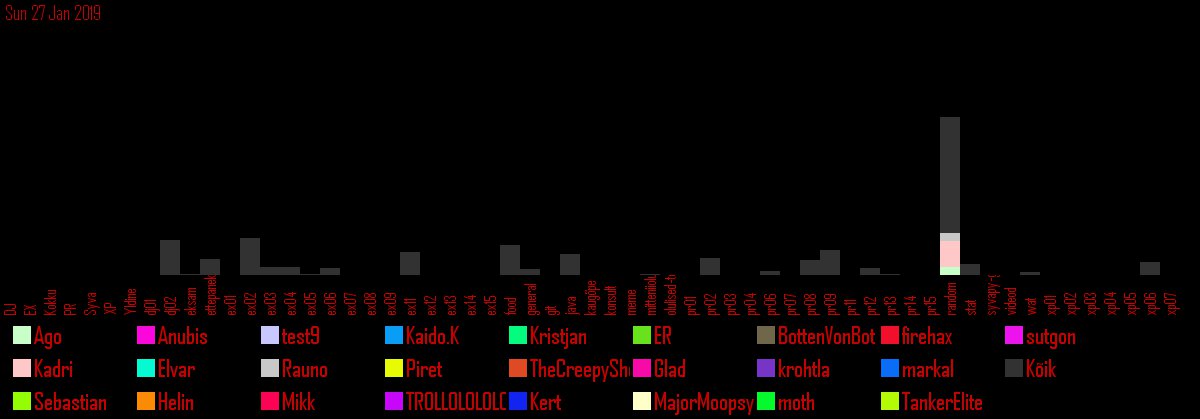 Sun 27 Jan 2019
DJ EX Kokku PR Syva XP Yldine dj01 dj02 eksam ettepanek ex01 ex02 ex03 ex04 ex05 ex06 ex07 ex08 ex09 ex11 ex12 ex13 ex14 ex15 food general git java kaugõpe konsult meme mitteniiolu olulised-t pr01 pr02 pr03 pr04 pr06 pr07 pr08 pr09 pr11 pr12 pr13 pr14 pr15 random stat videod wat xp01 xp02 xp03 xp04 xp05 xp06 xp07
Ago Anubis test9 Kaido.K Kristjan ER BottenVonBot firehax sutgon
Kadri Elvar Rauno Piret TheCreepySh Glad krohtla markal Kõik
Sebastian Helin Mikk TROLLOLOLOLO Kert MajorMoopsy moth TankerElite